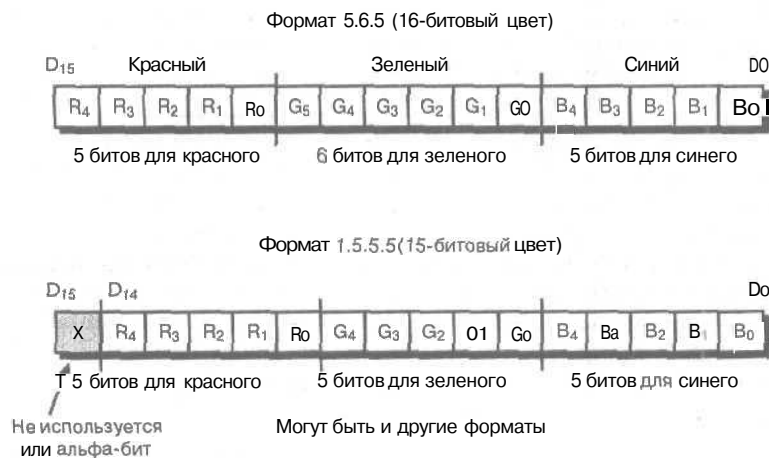 Формат 5.6.5 (16-битовый цвет)
D15 Красный Зеленый Синий DO
R4 R3 R2 R1 Ro G5 G4 G3 G2 G1 GO B4 B3 B2 B1 Bo
5 битов для красного 6 битов для зеленого 5 битов для синего
Формат 1.5.5.5(15-битовый цвет)
D15 D14 Do
X R4 R3 R2 R1 Ro G4 G3 G2 01 Go B4 Ba B2 B1 B0
Т 5 битов для красного 5 битов для зеленого 5 битов для синего
Не используется
или альфа-бит
Могут быть и другие форматы